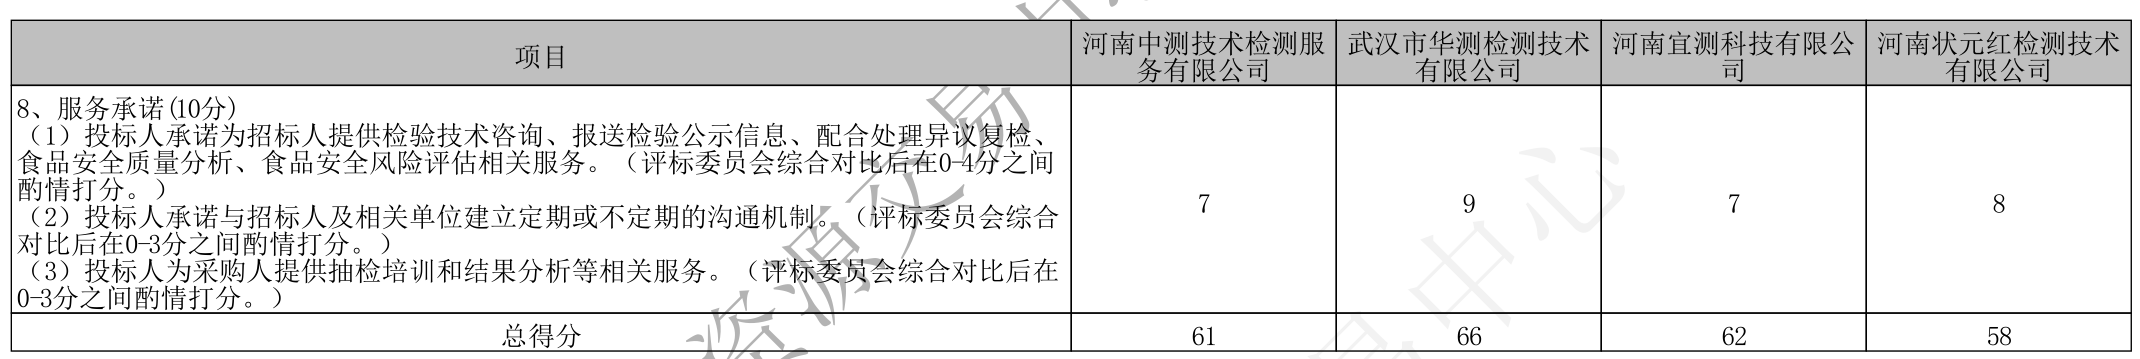 项目
河南中测技术检测服
务有限公司
武汉市华测检测技术
有限公司
河南宜测科技有限公
司
河南状元红检测技术
有限公司
8、服务承诺(10分)
（1）投标人承诺为招标人提供检验技术咨询、报送检验公示信息、配合处理异议复检、
食品安全质量分析、食品安全风险评估相关服务。（评标委员会综合对比后在0-4分之间
酌情打分。）
（2）投标人承诺与招标人及相关单位建立定期或不定期的沟通机制。（评标委员会综合
对比后在0-3分之间酌情打分。）
（3）投标人为采购人提供抽检培训和结果分析等相关服务。（评标委员会综合对比后在
0-3分之间酌情打分。）
7
9
7
8
总得分
61
66
62
58
资源交易
中心